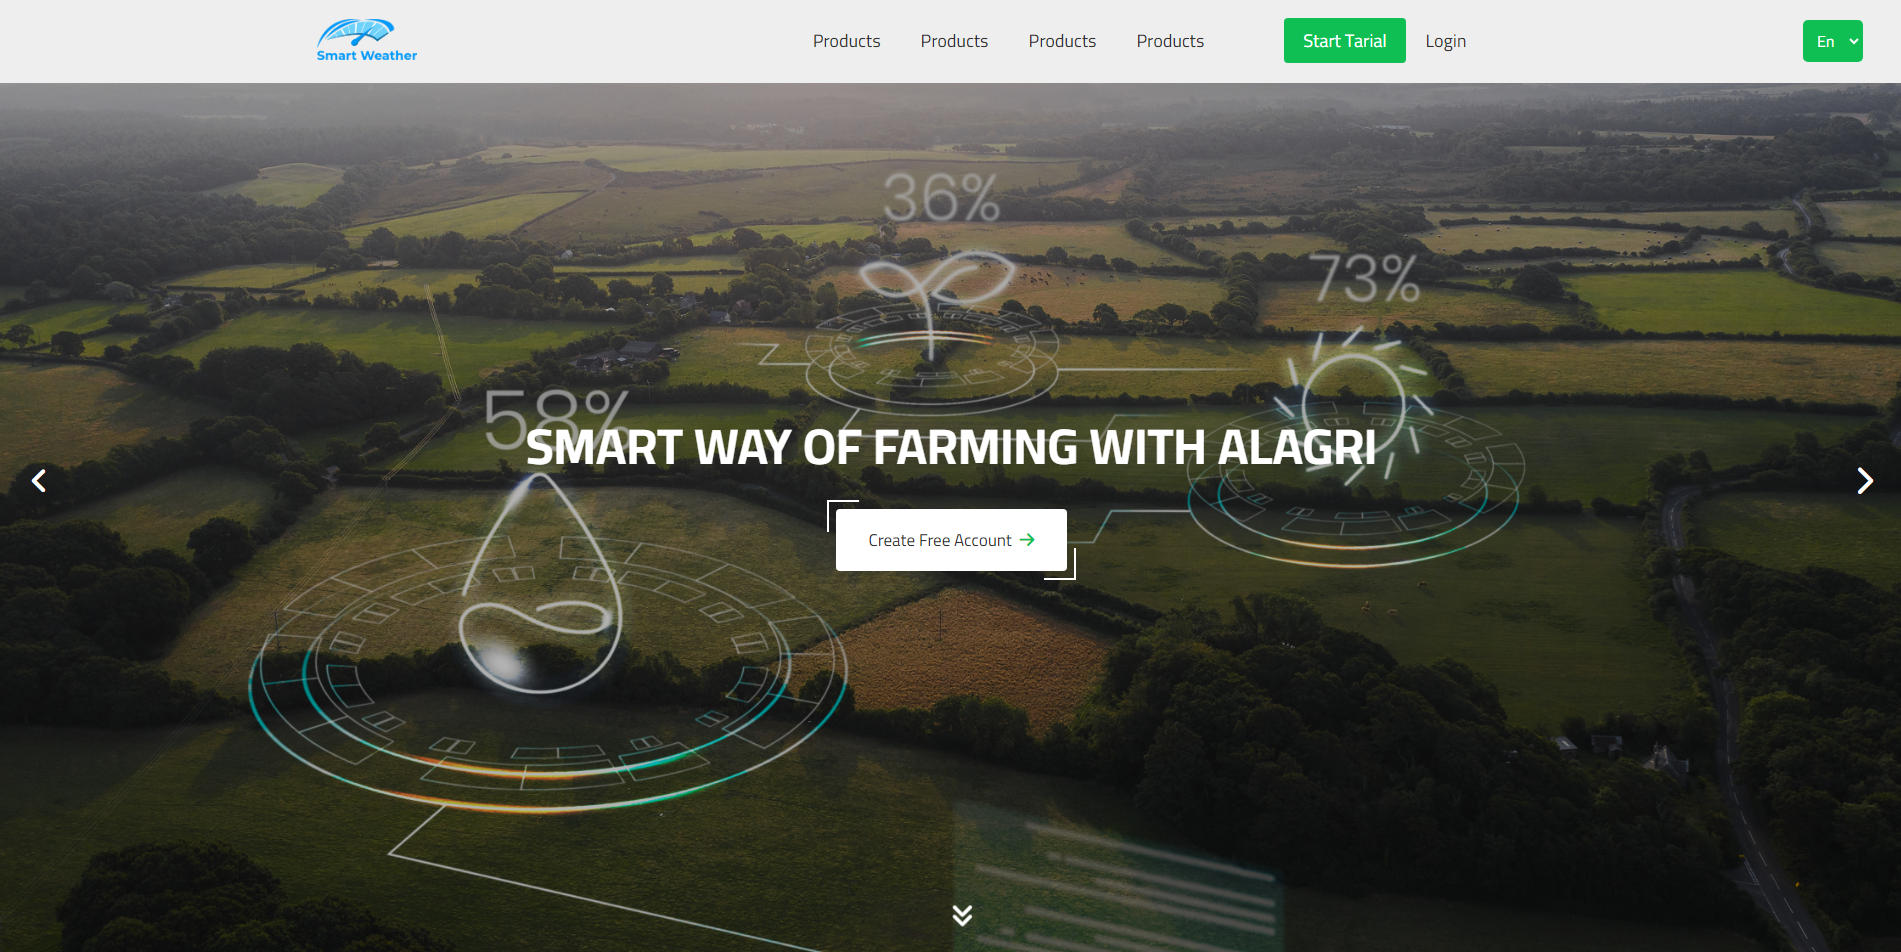 Smart Weather
Products Products Products Products Start Tarial Login En
36%
73%
58%
SMART WAY OF FARMING WITH ALAGRI
Create Free Account